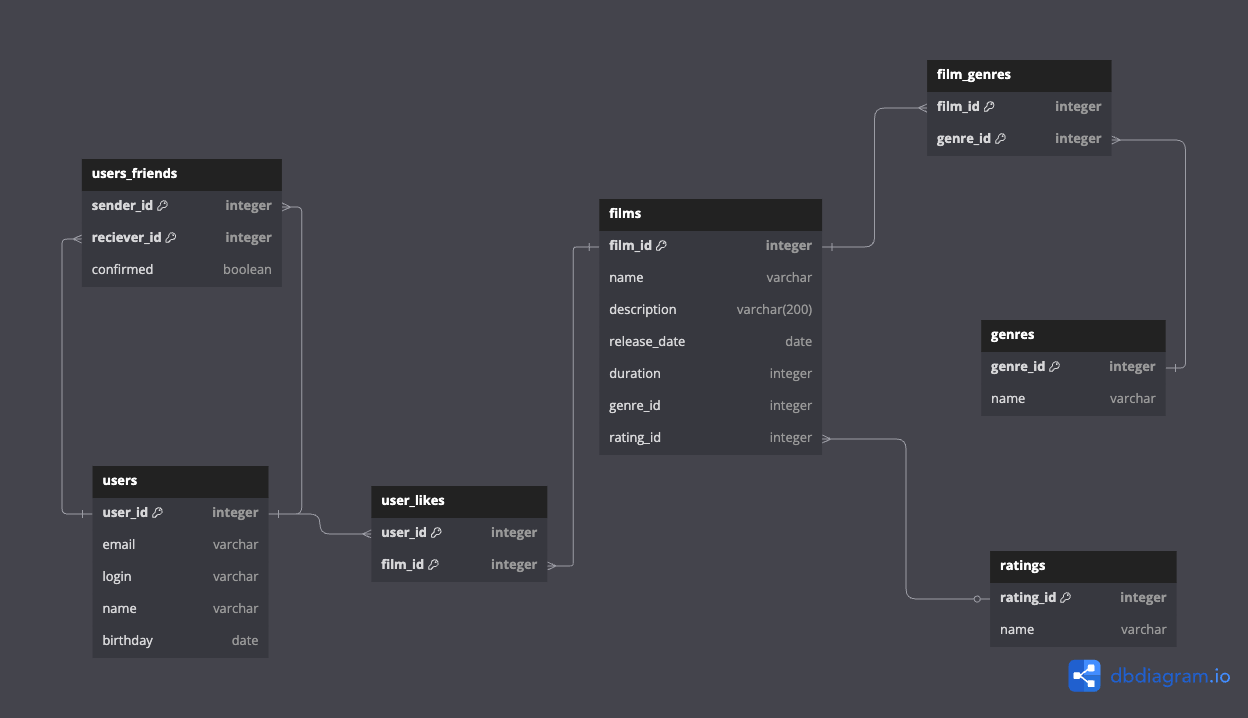 users_friends
sender_id integer
reciever_id integer
confirmed boolean
users
user_id integer
email varchar
login varchar
name varchar
birthday date
user_likes
user_id integer
film_id integer
films
film_id integer
name varchar
description varchar(200)
release_date date
duration integer
genre_id integer
rating_id integer
film_genres
film_id integer
genre_id integer
genres
genre_id integer
name varchar
ratings
rating_id integer
name varchar
dbdiagram.io